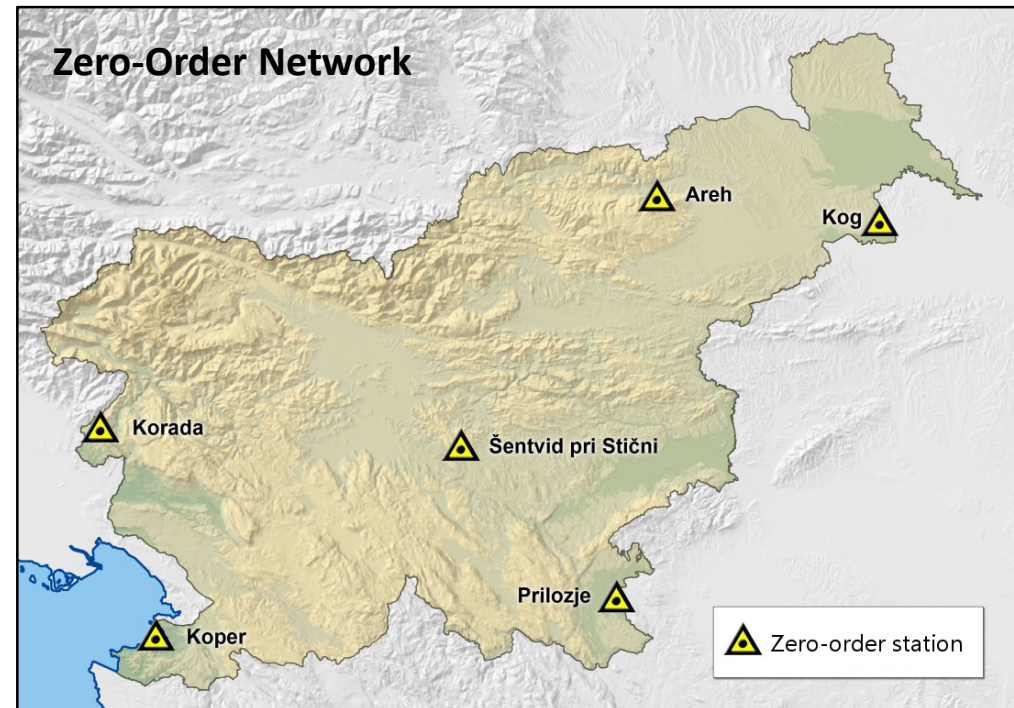 Zero-Order Network
Areh
Kog
Korada
Šentvid pri Stični
Prilozje
Koper
Zero-order station